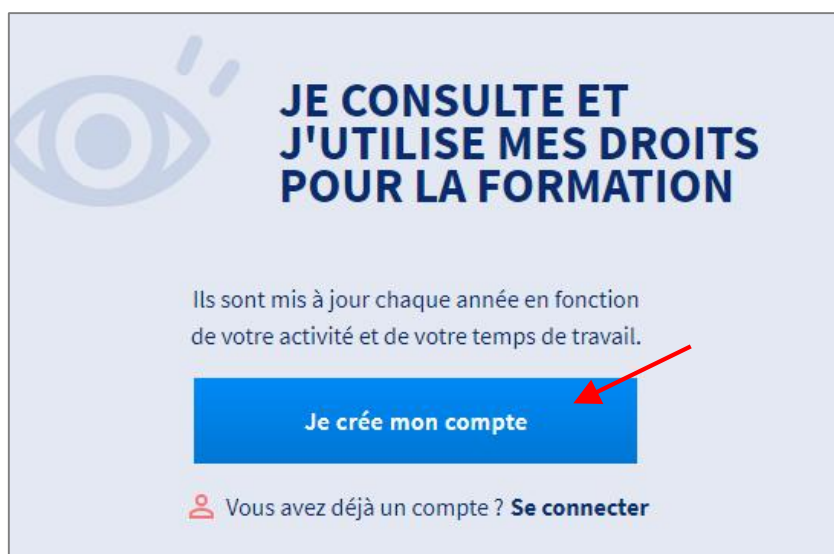 JE CONSULTE ET
J'UTILISE MES DROITS
POUR LA FORMATION
Ils sont mis à jour chaque année en fonction
de votre activité et de votre temps de travail.
Je crée mon compte
Vous avez déjà un compte ? Se connecter